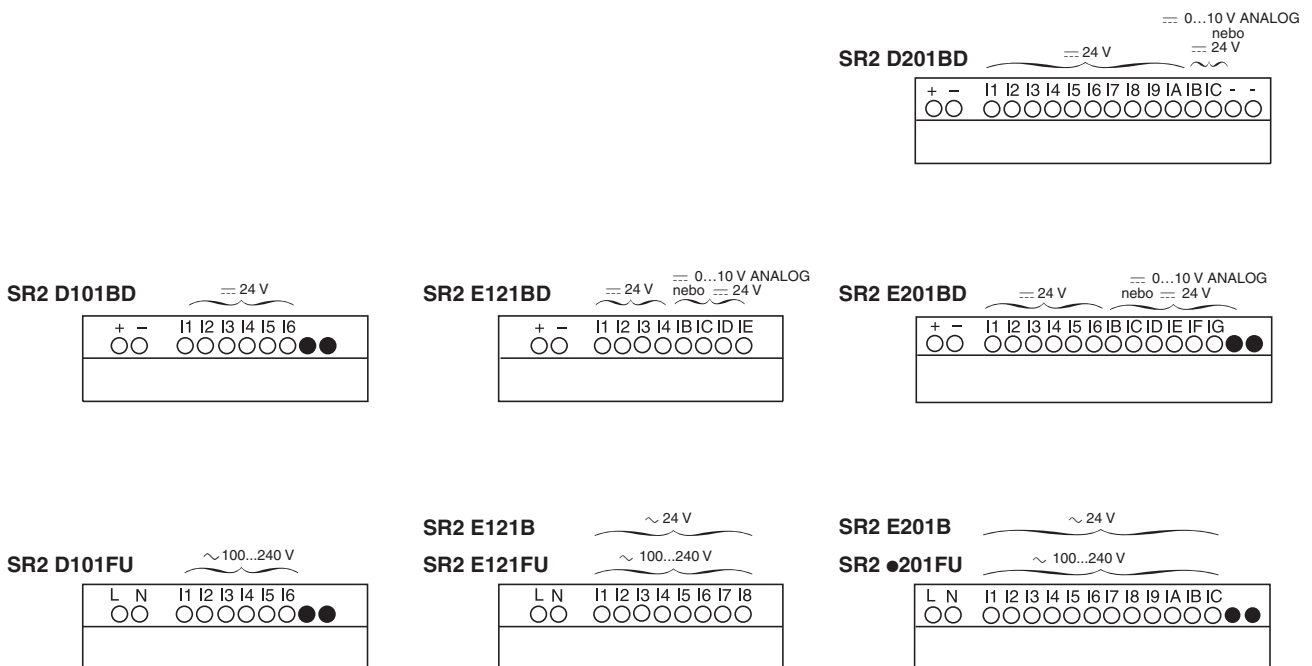 ⎓ 0...10 V ANALOG
nebo
SR2 D201BD ⎓ 24 V ⎓ 24 V
+ − I1 I2 I3 I4 I5 I6 I7 I8 I9 IA IB IC - -
SR2 D101BD ⎓ 24 V
+ − I1 I2 I3 I4 I5 I6
SR2 E121BD ⎓ 24 V ⎓ 0...10 V ANALOG
nebo ⎓ 24 V
+ − I1 I2 I3 I4 IB IC ID IE
SR2 E201BD ⎓ 24 V ⎓ 0...10 V ANALOG
nebo ⎓ 24 V
+ − I1 I2 I3 I4 I5 I6 IB IC ID IE IF IG
SR2 D101FU ~ 100...240 V
L N I1 I2 I3 I4 I5 I6
SR2 E121B ~ 24 V
SR2 E121FU ~ 100...240 V
L N I1 I2 I3 I4 I5 I6 I7 I8
SR2 E201B ~ 24 V
SR2 ●201FU ~ 100...240 V
L N I1 I2 I3 I4 I5 I6 I7 I8 I9 IA IB IC